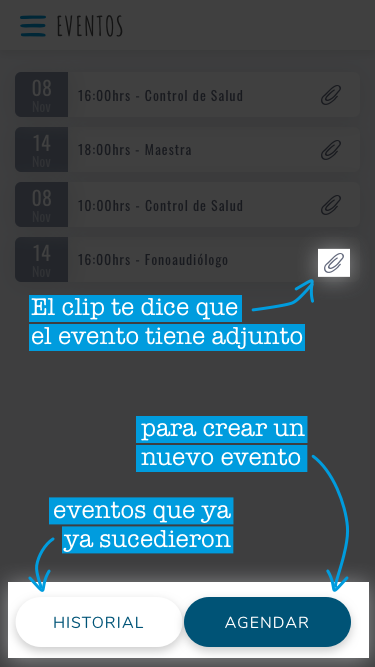 EVENTOS
08
Nov
16:00hrs - Control de Salud
14
Nov
18:00hrs - Maestra
08
Nov
10:00hrs - Control de Salud
14
Nov
16:00hrs - Fonoaudiólogo
El clip te dice que
el evento tiene adjunto
para crear un
nuevo evento
eventos que ya
ya sucedieron
HISTORIAL
AGENDAR